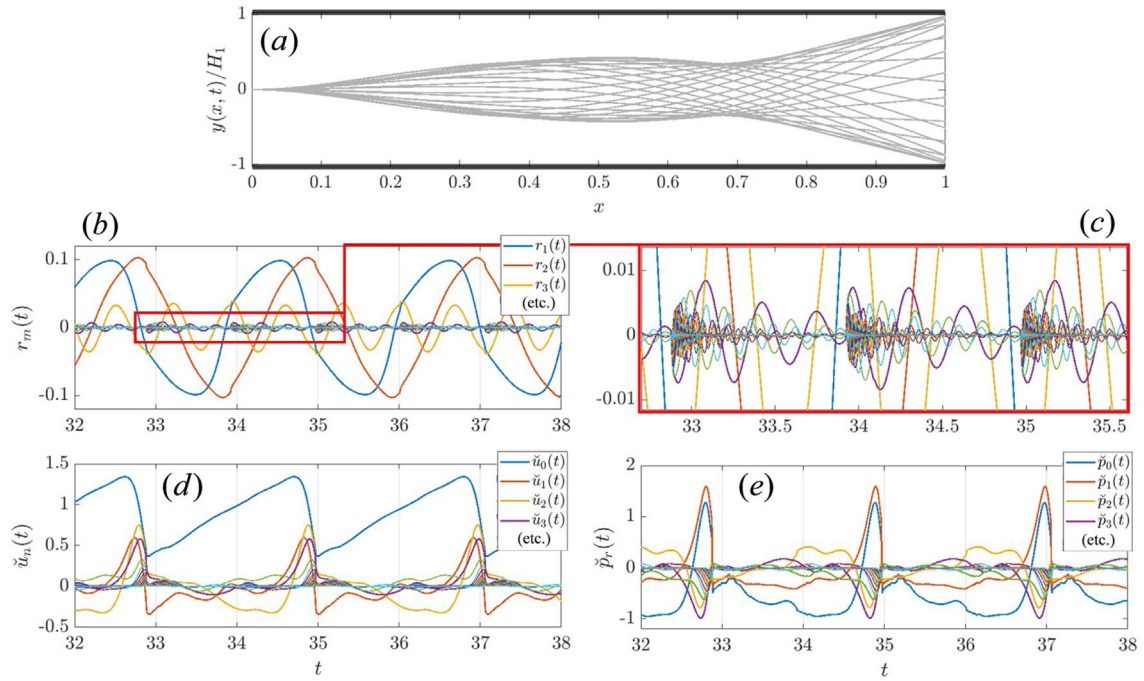 (a)
y(x,t)/H₁
1
0
-1
0 0.1 0.2 0.3 0.4 0.5 0.6 0.7 0.8 0.9 1
x
(b)
r_m(t)
0.1
0
-0.1
32 33 34 35 36 37 38
r₁(t)
r₂(t)
r₃(t)
(etc.)
(c)
0.01
0
-0.01
33 33.5 34 34.5 35 35.5
(d)
ŭ_n(t)
1.5
1
0.5
0
-0.5
32 33 34 35 36 37 38
t
ŭ₀(t)
ŭ₁(t)
ŭ₂(t)
ŭ₃(t)
(etc.)
(e)
p̆_r(t)
2
1
0
-1
32 33 34 35 36 37 38
t
p̆₀(t)
p̆₁(t)
p̆₂(t)
p̆₃(t)
(etc.)